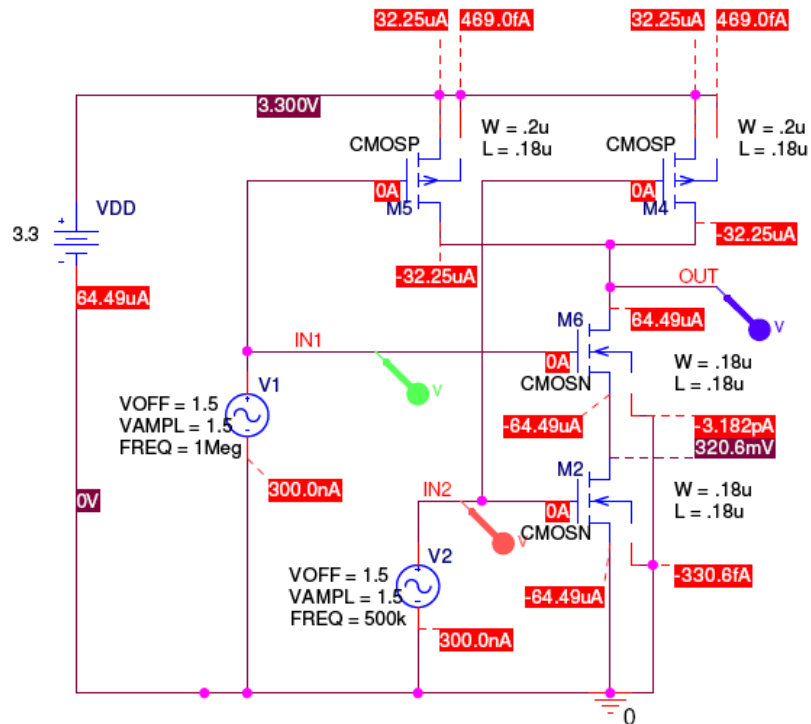 32.25uA
469.0fA
32.25uA
469.0fA
3.300V
W = .2u
L = .18u
W = .2u
L = .18u
CMOSP
CMOSP
0A
0A
M5
M4
VDD
3.3
-32.25uA
-32.25uA
64.49uA
OUT
M6
64.49uA
V
IN1
0A
W = .18u
L = .18u
V
V1
CMOSN
VOFF = 1.5
VAMPL = 1.5
FREQ = 1Meg
-64.49uA
-3.182pA
320.6mV
300.0nA
M2
IN2
0V
W = .18u
L = .18u
0A
CMOSN
V
V2
VOFF = 1.5
VAMPL = 1.5
FREQ = 500k
-64.49uA
-330.6fA
300.0nA
0